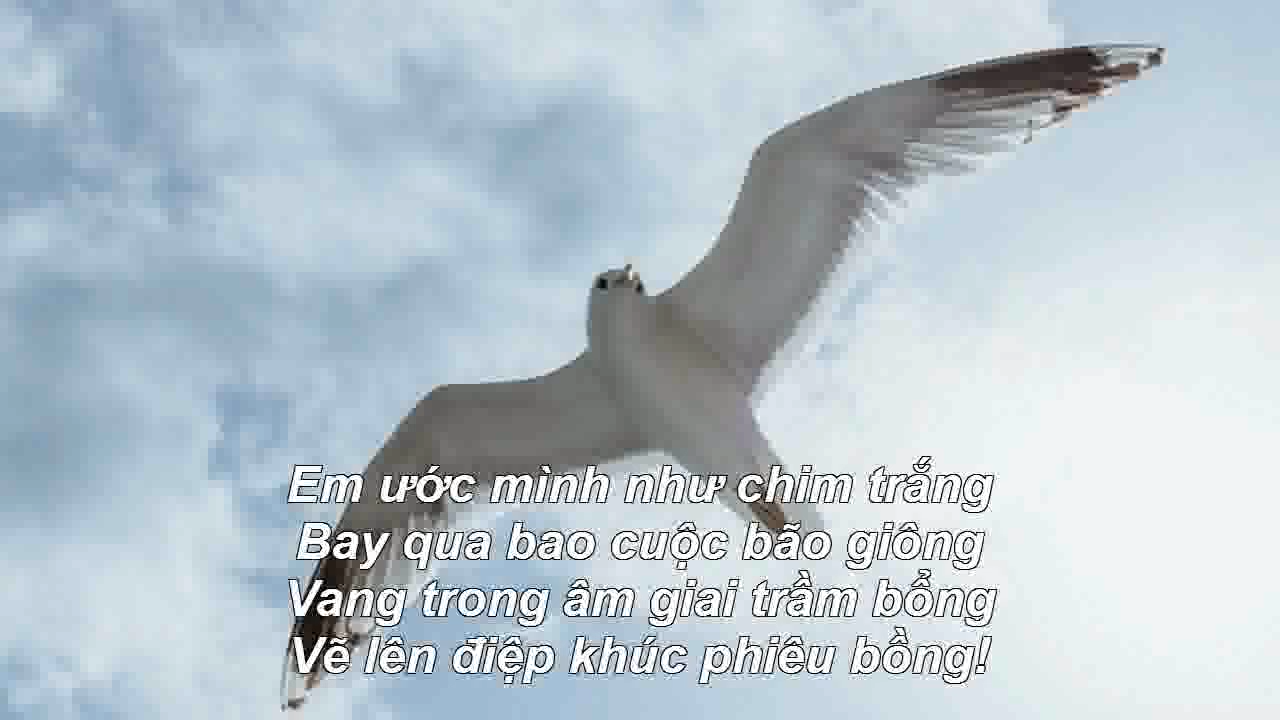 Em ước mình như chim trắng
Bay qua bao cuộc bão giông
Vang trong âm giai trầm bổng
Vẽ lên điệp khúc phiêu bồng!